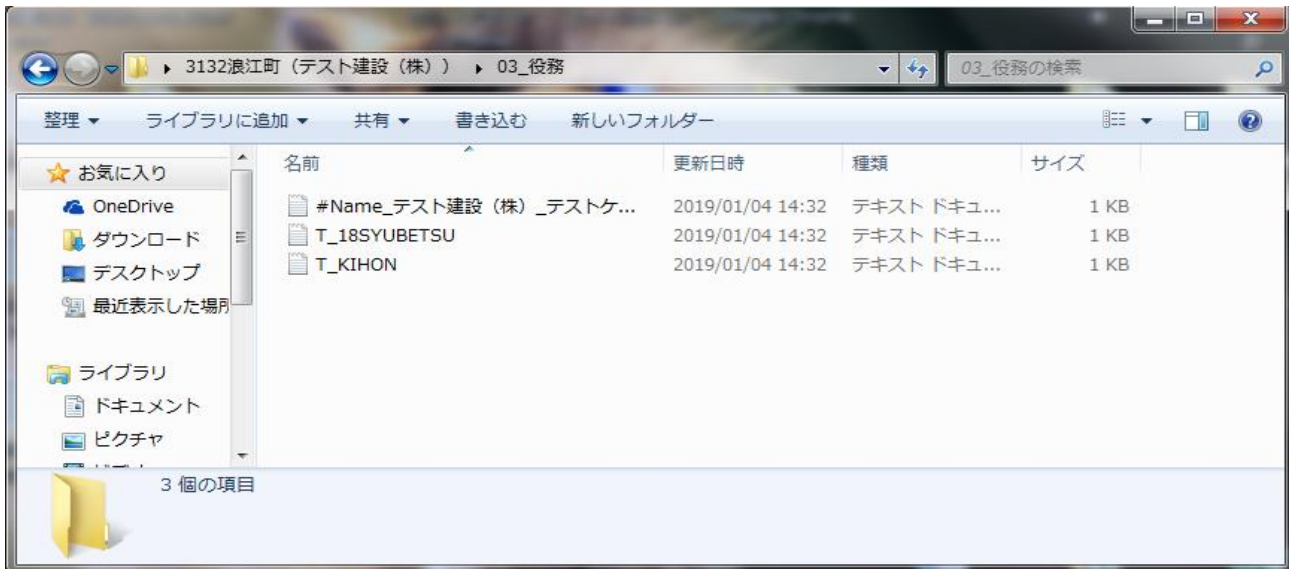 3132浪江町（テスト建設（株）） ▸ 03_役務
03_役務の検索
整理 ライブラリに追加 共有 書き込む 新しいフォルダー
名前 更新日時 種類 サイズ
お気に入り
OneDrive
ダウンロード
デスクトップ
最近表示した場所
ライブラリ
ドキュメント
ピクチャ
#Name_テスト建設（株）_テストケ... 2019/01/04 14:32 テキスト ドキュ... 1 KB
T_18SYUBETSU 2019/01/04 14:32 テキスト ドキュ... 1 KB
T_KIHON 2019/01/04 14:32 テキスト ドキュ... 1 KB
3 個の項目